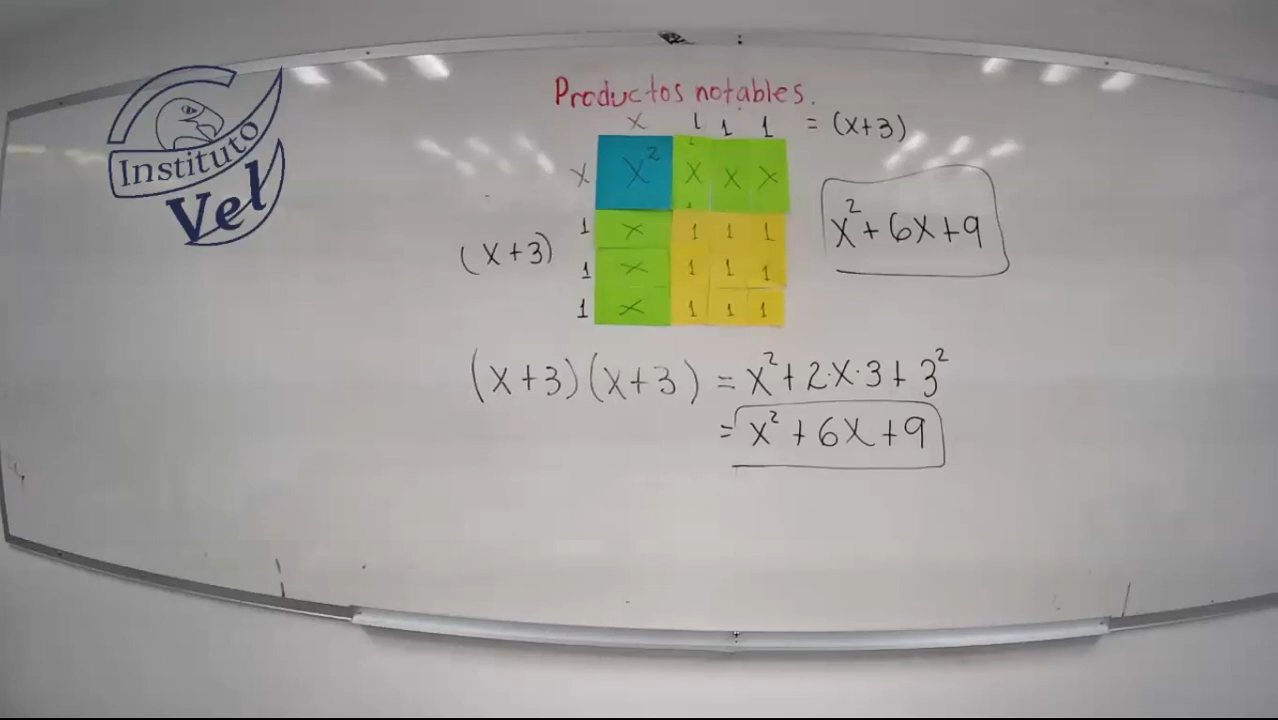 Instituto
Vel
Productos notables.
x 1 1 1 = (x+3)
x x² x x x
1 x 1 1 1
(x+3)
1 x 1 1 1
1 x 1 1 1
x²+6x+9
(x+3)(x+3) = x²+2·x·3+3²
= x²+6x+9